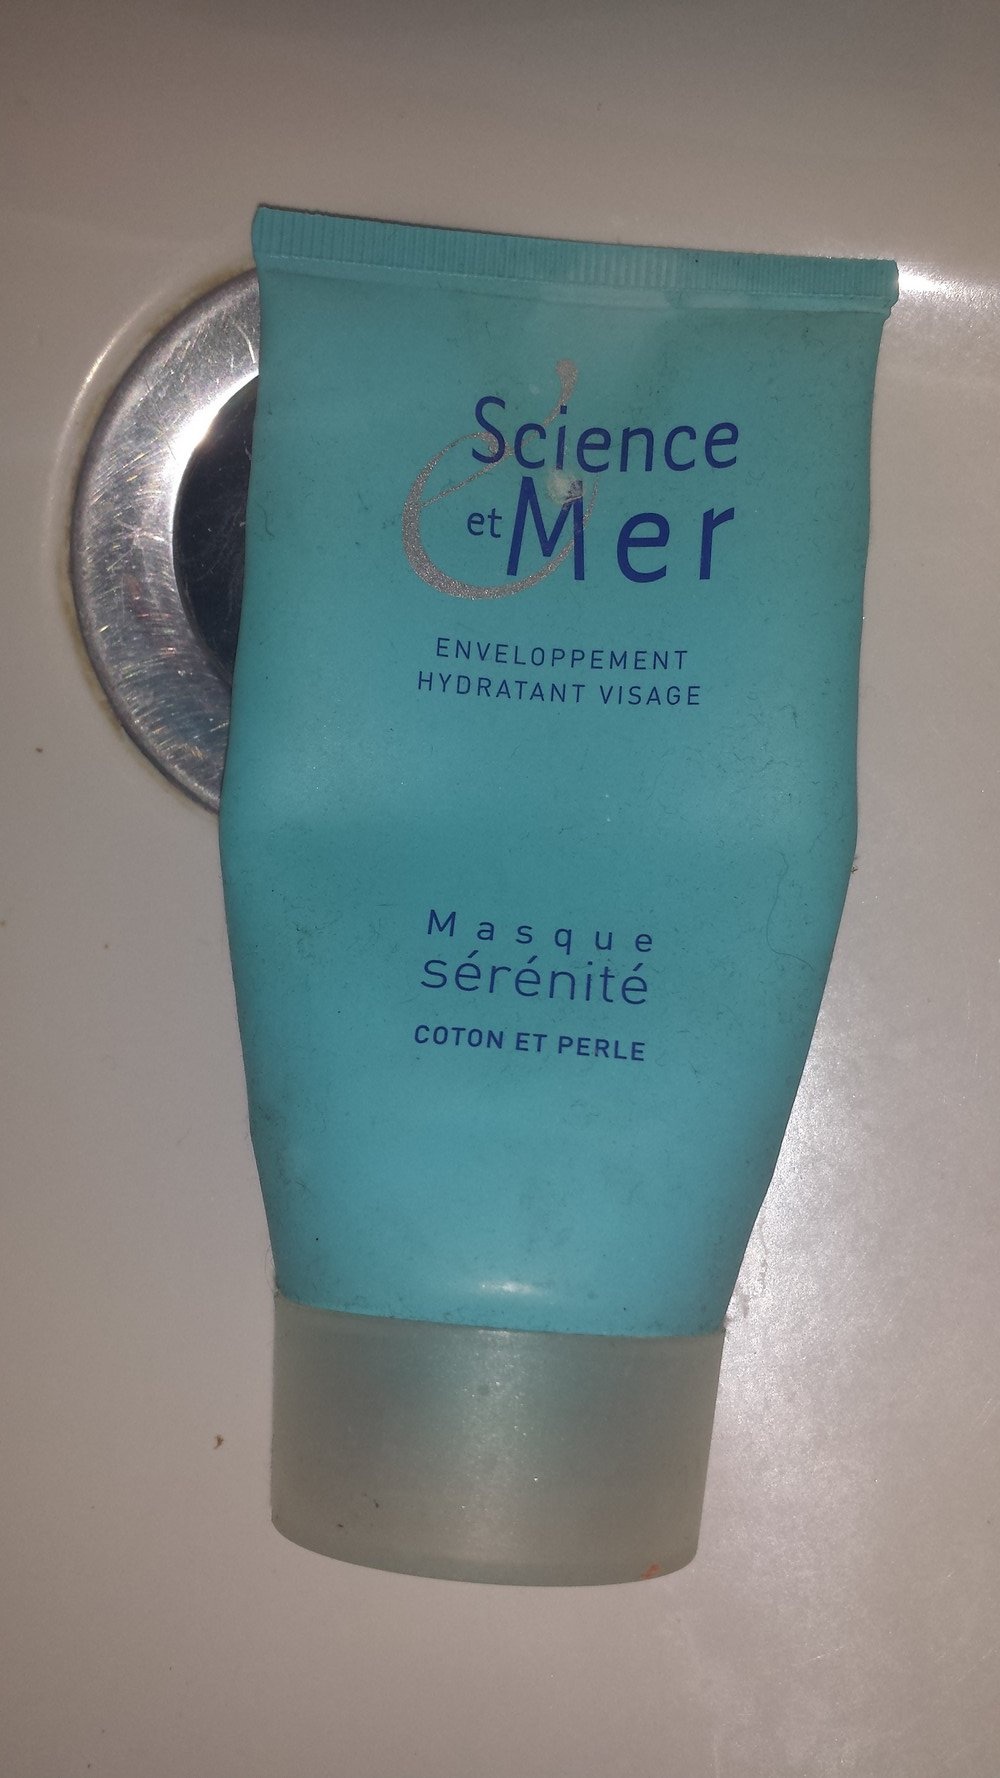 Science
et Mer
ENVELOPPEMENT
HYDRATANT VISAGE
Masque
sérénité
COTON ET PERLE